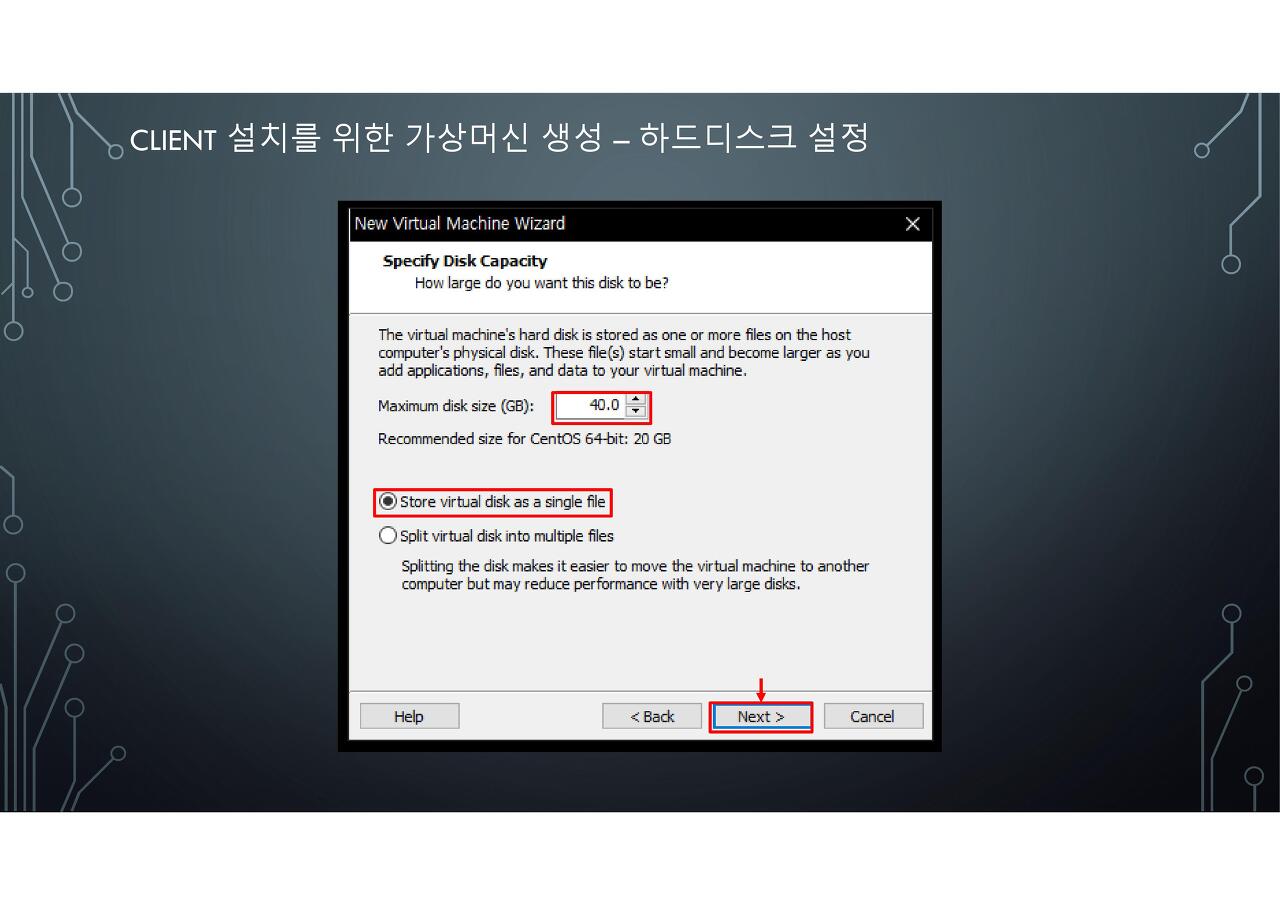 CLIENT 설치를 위한 가상머신 생성 – 하드디스크 설정
New Virtual Machine Wizard
Specify Disk Capacity
How large do you want this disk to be?
The virtual machine's hard disk is stored as one or more files on the host
computer's physical disk. These file(s) start small and become larger as you
add applications, files, and data to your virtual machine.
Maximum disk size (GB): 40.0
Recommended size for CentOS 64-bit: 20 GB
Store virtual disk as a single file
Split virtual disk into multiple files
Splitting the disk makes it easier to move the virtual machine to another
computer but may reduce performance with very large disks.
Help < Back Next > Cancel